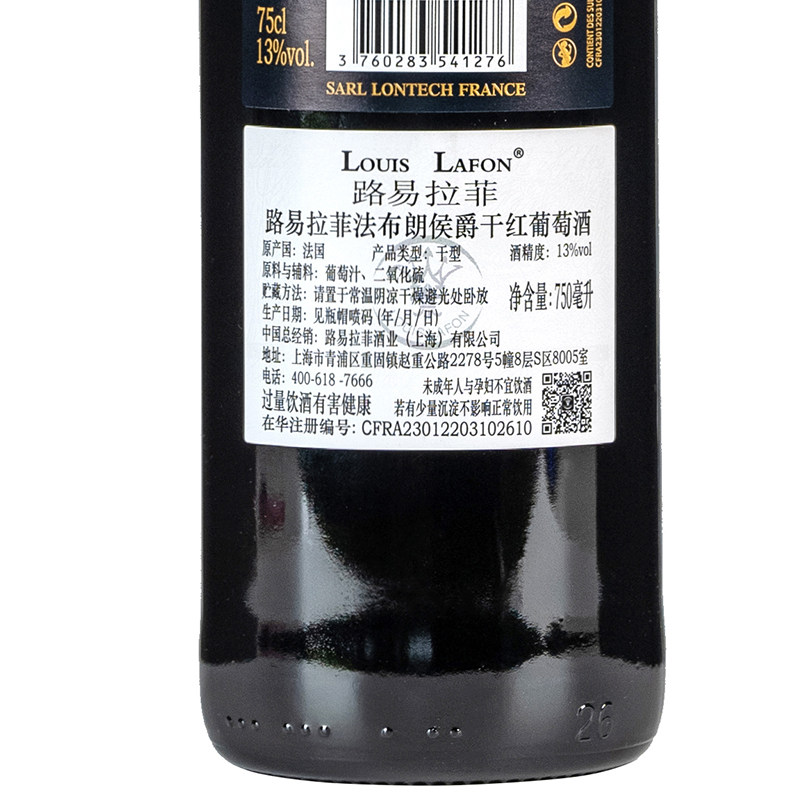 75cl
13%vol.
3 760283 541276
SARL LONTECH FRANCE
LOUIS LAFON®
路易拉菲
路易拉菲法布朗侯爵干红葡萄酒
原产国：法国 产品类型：干型 酒精度：13%vol
原料与辅料：葡萄汁、二氧化硫
贮藏方法：请置于常温阴凉干燥避光处卧放 净含量：750毫升
生产日期：见瓶帽喷码 (年/月/日)
中国总经销：路易拉菲酒业（上海）有限公司
地址：上海市青浦区重固镇赵重公路2278号5幢8层S区8005室
电话：400-618-7666 未成年人与孕妇不宜饮酒
过量饮酒有害健康 若有少量沉淀不影响正常饮用
在华注册编号：CFRA23012203102610
26